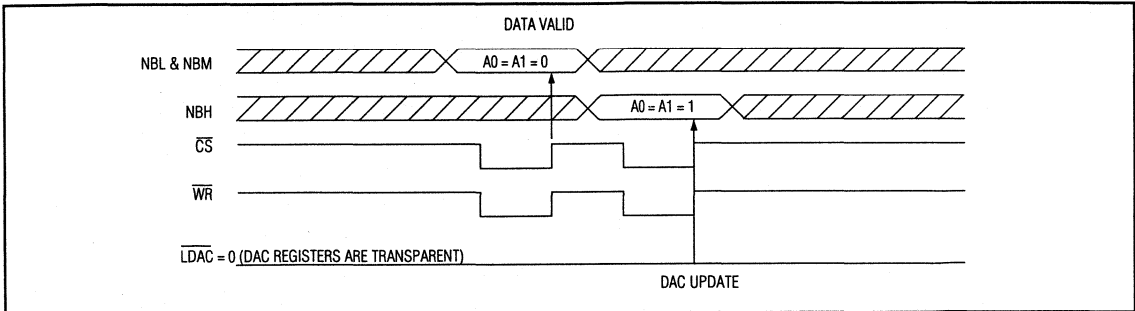 DATA VALID
NBL & NBM
A0 = A1 = 0
NBH
A0 = A1 = 1
CS
WR
LDAC = 0 (DAC REGISTERS ARE TRANSPARENT)
DAC UPDATE